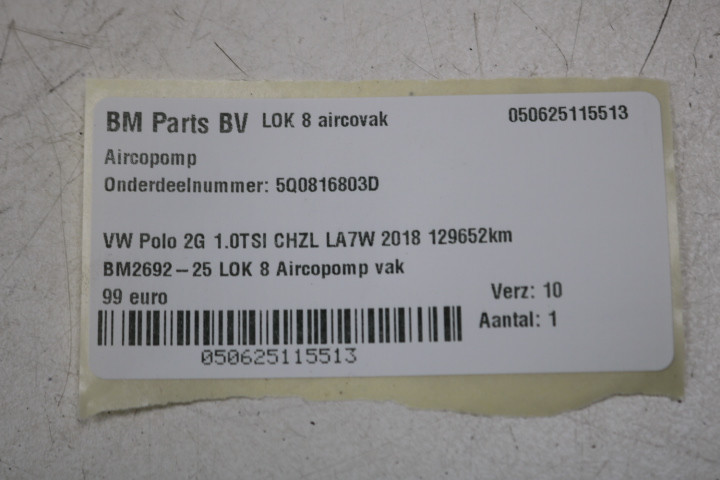 BM Parts BV LOK 8 aircovak 050625115513
Aircopomp
Onderdeelnummer: 5Q0816803D
VW Polo 2G 1.0TSI CHZL LA7W 2018 129652km
BM2692-25 LOK 8 Aircopomp vak
99 euro Verz: 10
Aantal: 1
050625115513